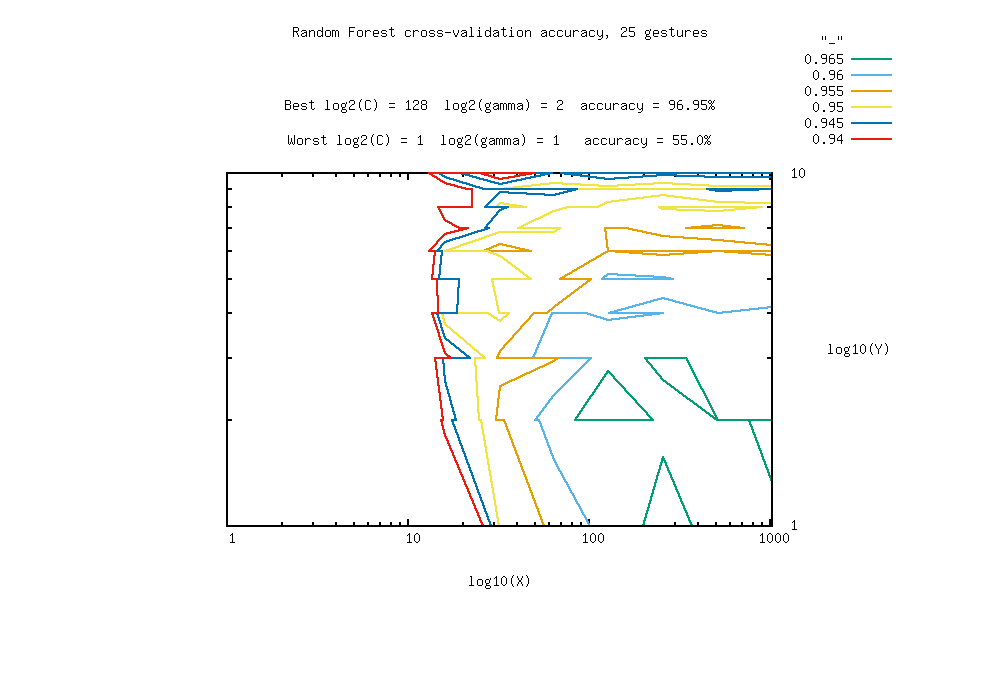 Random Forest cross-validation accuracy, 25 gestures
"_"
0.965
0.96
0.955
0.95
0.945
0.94
Best log2(C) = 128  log2(gamma) = 2  accuracy = 96.95%
Worst log2(C) = 1  log2(gamma) = 1   accuracy = 55.0%
10
log10(Y)
1
1 10 100 1000
log10(X)